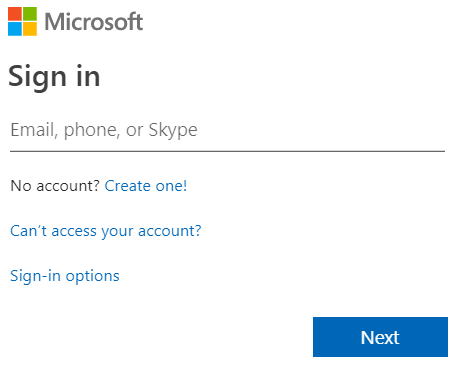 Microsoft
Sign in
Email, phone, or Skype
No account? Create one!
Can’t access your account?
Sign-in options
Next